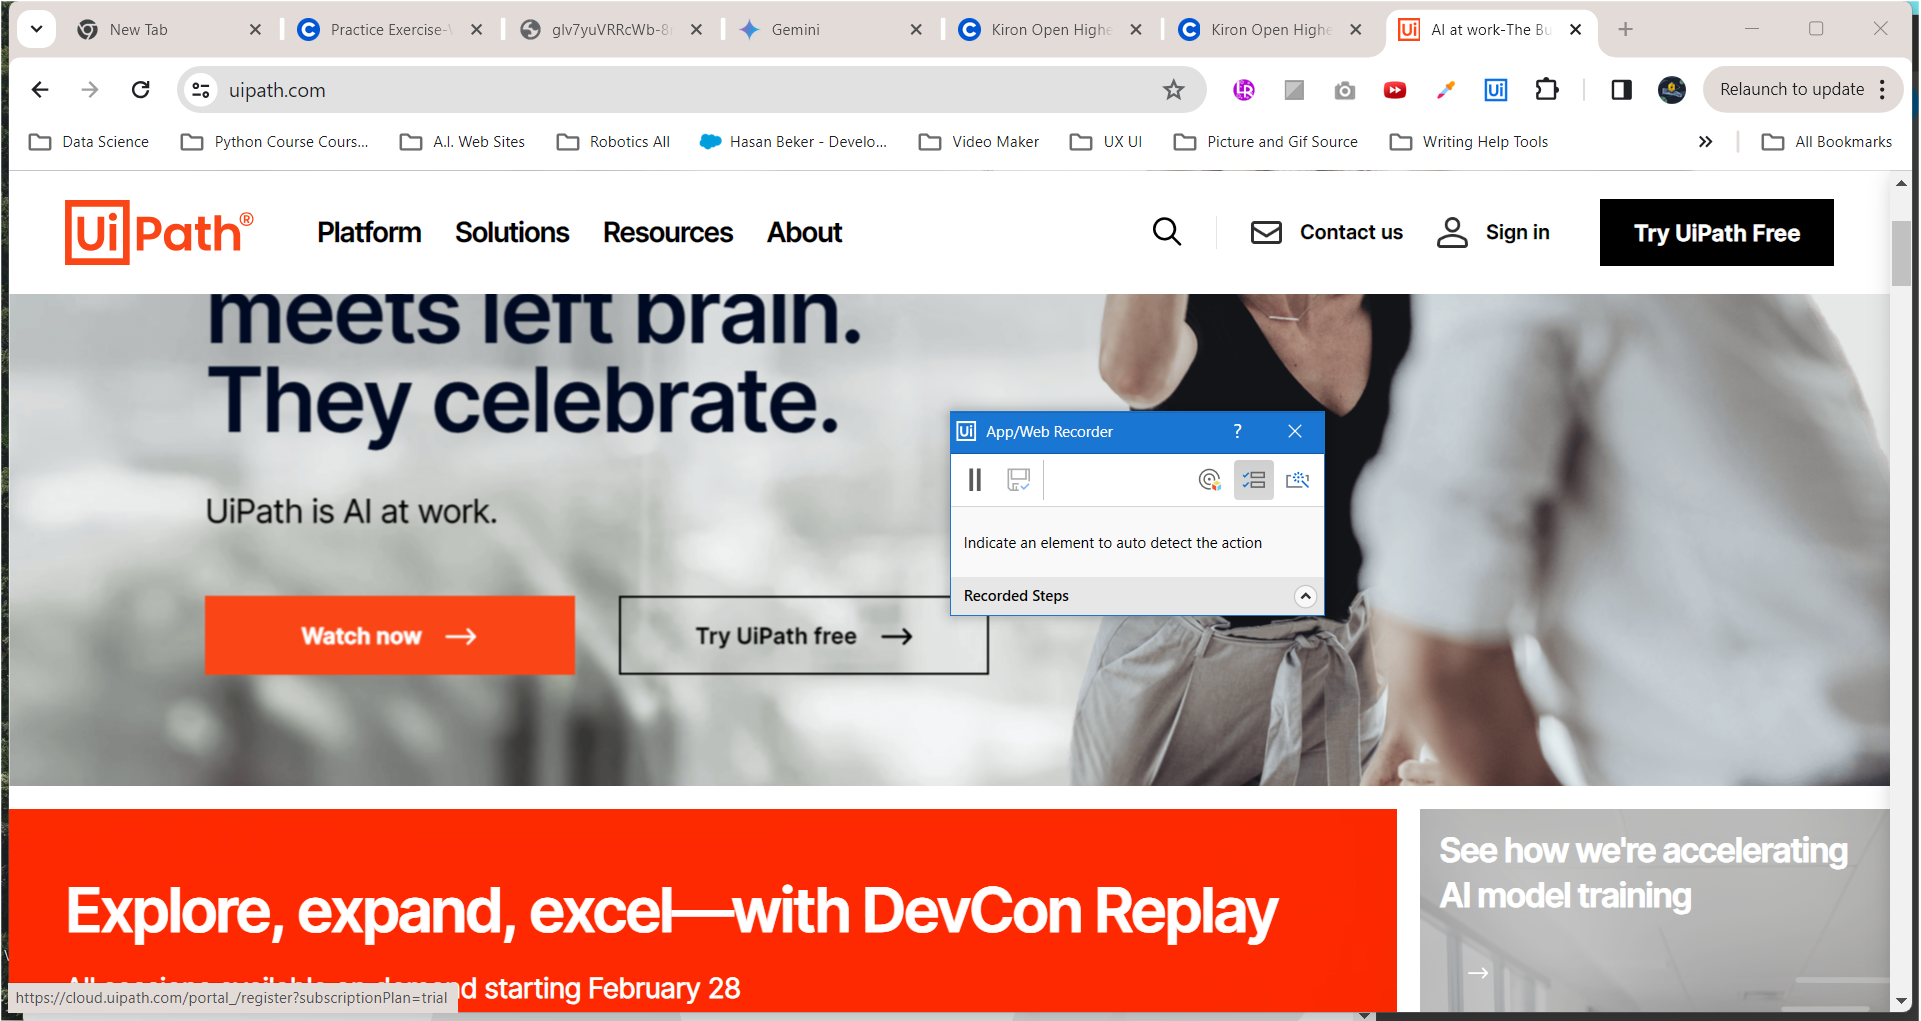 New Tab
Practice Exercise-
glv7yuVRRcWb-8
Gemini
Kiron Open Highe
Kiron Open Highe
AI at work-The Bu
uipath.com
Relaunch to update
Data Science
Python Course Cours...
A.I. Web Sites
Robotics All
Hasan Beker - Develo...
Video Maker
UX UI
Picture and Gif Source
Writing Help Tools
All Bookmarks
Ui Path®
Platform
Solutions
Resources
About
Contact us
Sign in
Try UiPath Free
meets left brain.
They celebrate.
UiPath is AI at work.
Watch now
Try UiPath free
Ui App/Web Recorder
?
Indicate an element to auto detect the action
Recorded Steps
Explore, expand, excel—with DevCon Replay
starting February 28
See how we're accelerating
AI model training
https://cloud.uipath.com/portal_/register?subscriptionPlan=trial